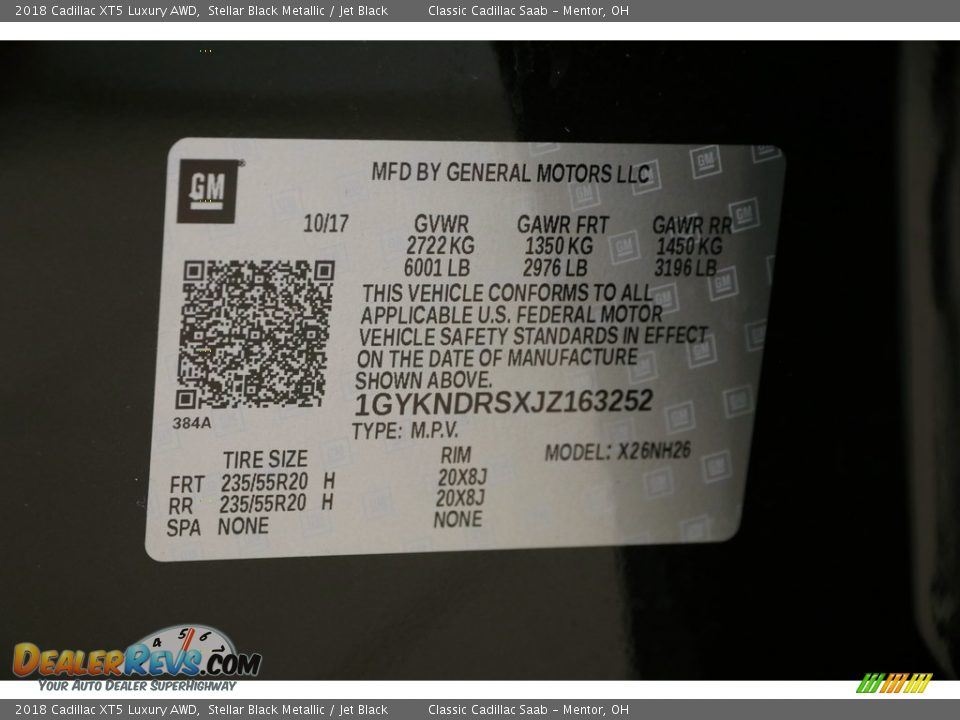 2018 Cadillac XT5 Luxury AWD, Stellar Black Metallic / Jet Black Classic Cadillac Saab - Mentor, OH
GM
MFD BY GENERAL MOTORS LLC
10/17 GVWR GAWR FRT GAWR RR
2722 KG 1350 KG 1450 KG
6001 LB 2976 LB 3196 LB
THIS VEHICLE CONFORMS TO ALL
APPLICABLE U.S. FEDERAL MOTOR
VEHICLE SAFETY STANDARDS IN EFFECT
ON THE DATE OF MANUFACTURE
SHOWN ABOVE.
1GYKNDRSXJZ163252
384A
TYPE: M.P.V.
TIRE SIZE RIM MODEL: X26NH26
FRT 235/55R20 H 20X8J
RR 235/55R20 H 20X8J
SPA NONE NONE
4 5 6 7
DEALERREVS.COM
YOUR AUTO DEALER SUPERHIGHWAY
2018 Cadillac XT5 Luxury AWD, Stellar Black Metallic / Jet Black Classic Cadillac Saab - Mentor, OH